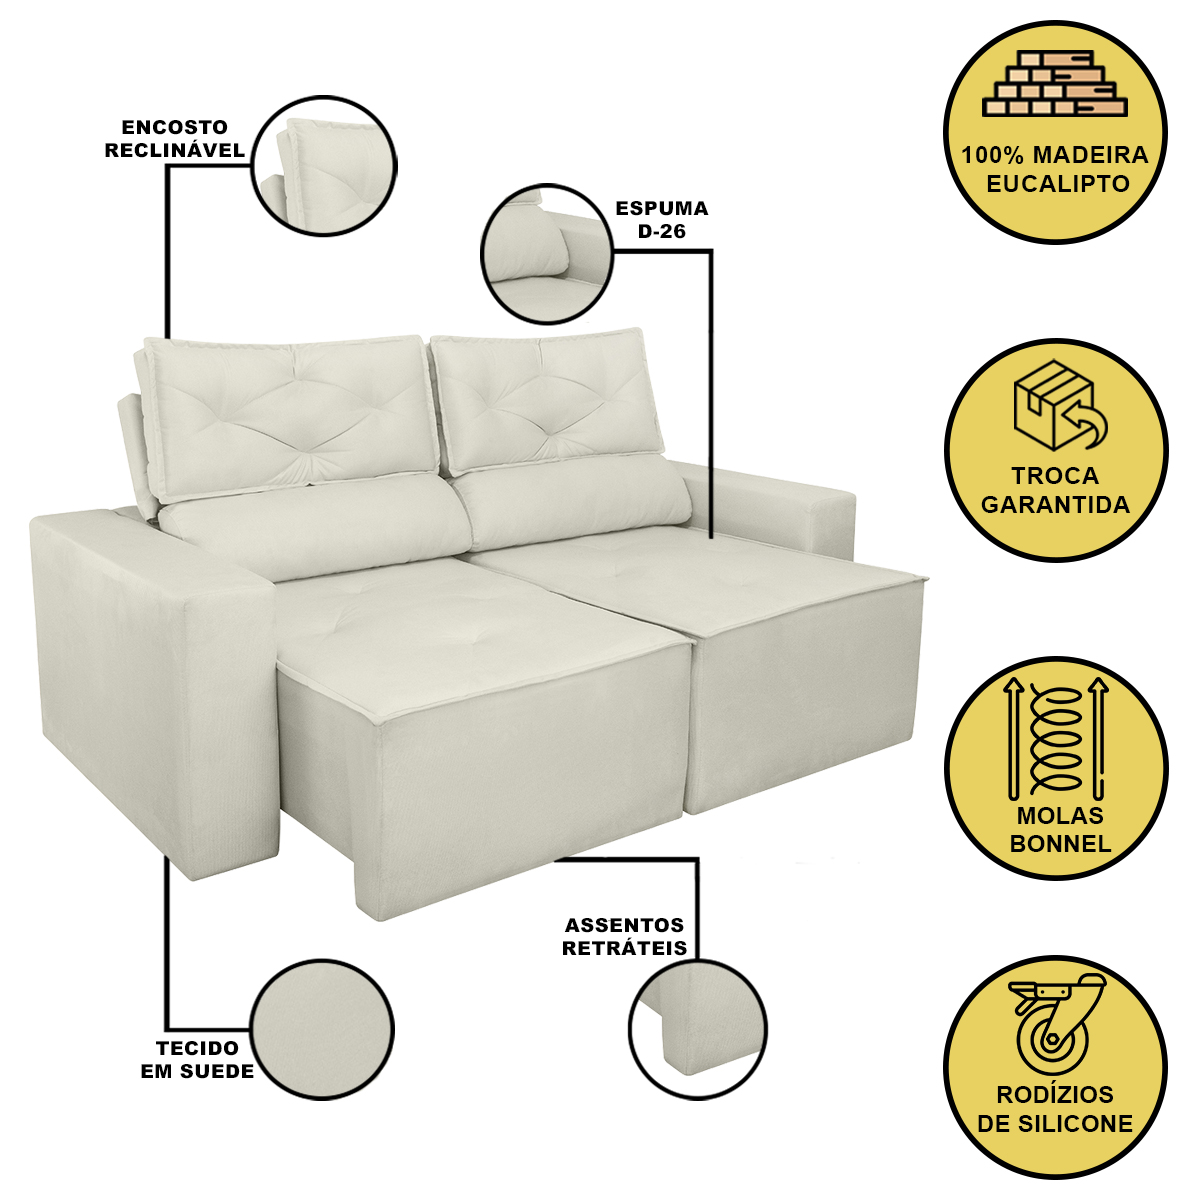 ENCOSTO
RECLINÁVEL
ESPUMA
D-26
100% MADEIRA
EUCALIPTO
TROCA
GARANTIDA
MOLAS
BONNEL
ASSENTOS
RETRÁTEIS
TECIDO
EM SUEDE
RODÍZIOS
DE SILICONE